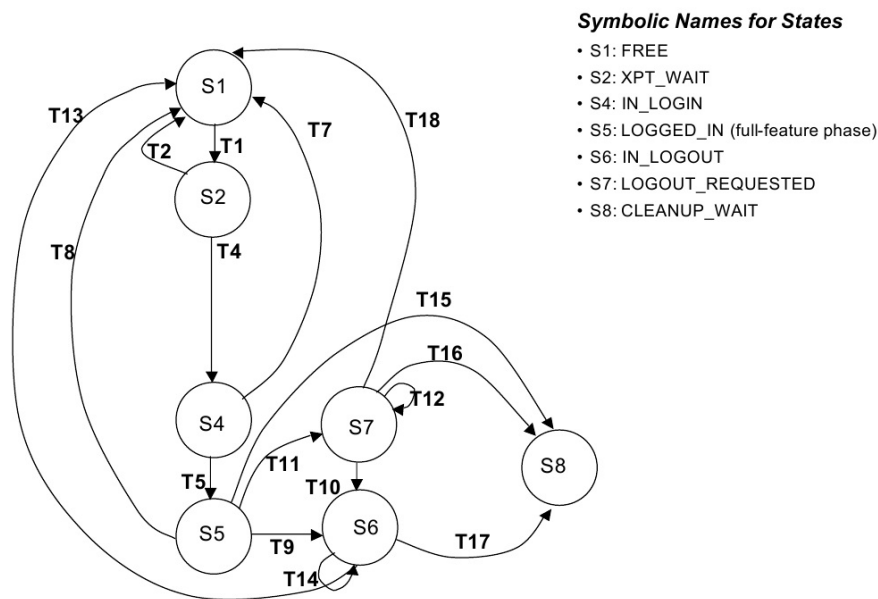 Symbolic Names for States
• S1: FREE
• S2: XPT_WAIT
• S4: IN_LOGIN
• S5: LOGGED_IN (full-feature phase)
• S6: IN_LOGOUT
• S7: LOGOUT_REQUESTED
• S8: CLEANUP_WAIT
S1
T13
T7
T18
T1
T2
S2
T8
T4
T15
T16
T12
S4
S7
T11
S8
T5
T10
S5
S6
T9
T17
T14